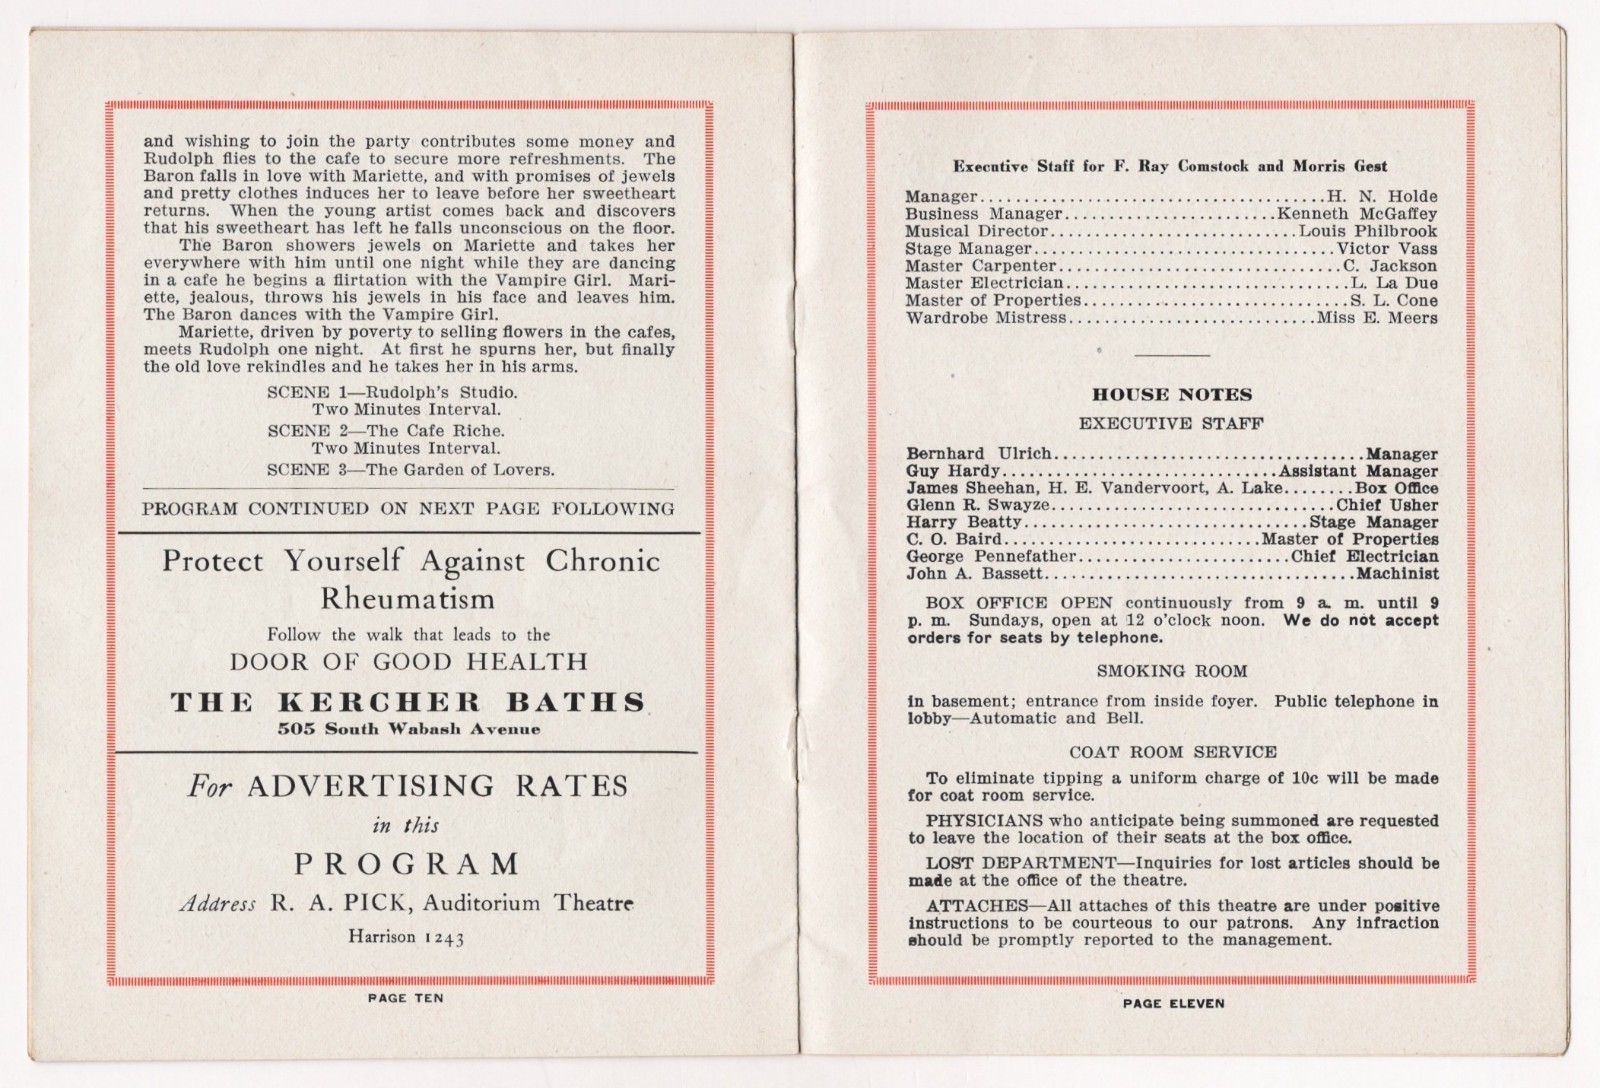 and wishing to join the party contributes some money and
Rudolph flies to the cafe to secure more refreshments. The
Baron falls in love with Mariette, and with promises of jewels
and pretty clothes induces her to leave before her sweetheart
returns. When the young artist comes back and discovers
that his sweetheart has left he falls unconscious on the floor.
The Baron showers jewels on Mariette and takes her
everywhere with him until one night while they are dancing
in a cafe he begins a flirtation with the Vampire Girl. Mari-
ette, jealous, throws his jewels in his face and leaves him.
The Baron dances with the Vampire Girl.
Mariette, driven by poverty to selling flowers in the cafes,
meets Rudolph one night. At first he spurns her, but finally
the old love rekindles and he takes her in his arms.
SCENE 1—Rudolph's Studio.
Two Minutes Interval.
SCENE 2—The Cafe Riche.
Two Minutes Interval.
SCENE 3—The Garden of Lovers.
PROGRAM CONTINUED ON NEXT PAGE FOLLOWING
Protect Yourself Against Chronic
Rheumatism
Follow the walk that leads to the
DOOR OF GOOD HEALTH
THE KERCHER BATHS
505 South Wabash Avenue
For ADVERTISING RATES
in this
PROGRAM
Address R. A. PICK, Auditorium Theatre
Harrison 1243
PAGE TEN
Executive Staff for F. Ray Comstock and Morris Gest
Manager......................................H. N. Holde
Business Manager........................Kenneth McGaffey
Musical Director............................Louis Philbrook
Stage Manager..................................Victor Vass
Master Carpenter................................C. Jackson
Master Electrician................................L. La Due
Master of Properties..............................S. L. Cone
Wardrobe Mistress............................Miss E. Meers
HOUSE NOTES
EXECUTIVE STAFF
Bernhard Ulrich...................................Manager
Guy Hardy...............................Assistant Manager
James Sheehan, H. E. Vandervoort, A. Lake........Box Office
Glenn R. Swayze................................Chief Usher
Harry Beatty................................Stage Manager
C. O. Baird.............................Master of Properties
George Pennefather........................Chief Electrician
John A. Bassett...................................Machinist
BOX OFFICE OPEN continuously from 9 a. m. until 9
p. m. Sundays, open at 12 o'clock noon. We do not accept
orders for seats by telephone.
SMOKING ROOM
in basement; entrance from inside foyer. Public telephone in
lobby—Automatic and Bell.
COAT ROOM SERVICE
To eliminate tipping a uniform charge of 10c will be made
for coat room service.
PHYSICIANS who anticipate being summoned are requested
to leave the location of their seats at the box office.
LOST DEPARTMENT—Inquiries for lost articles should be
made at the office of the theatre.
ATTACHES—All attaches of this theatre are under positive
instructions to be courteous to our patrons. Any infraction
should be promptly reported to the management.
PAGE ELEVEN